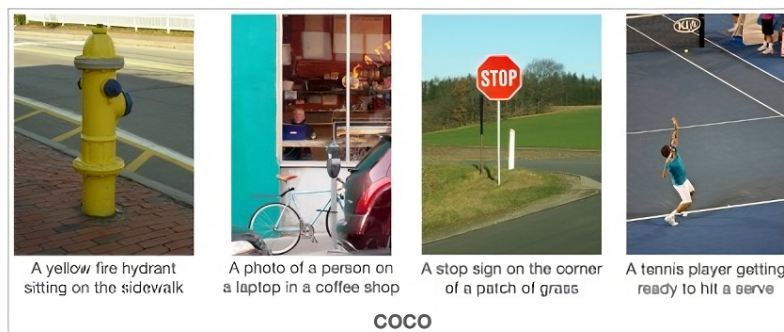 KIA
STOP
A yellow fire hydrant
sitting on the sidewalk
A photo of a person on
a laptop in a coffee shop
A stop sign on the corner
of a patch of grass
A tennis player getting
ready to hit a serve
COCO